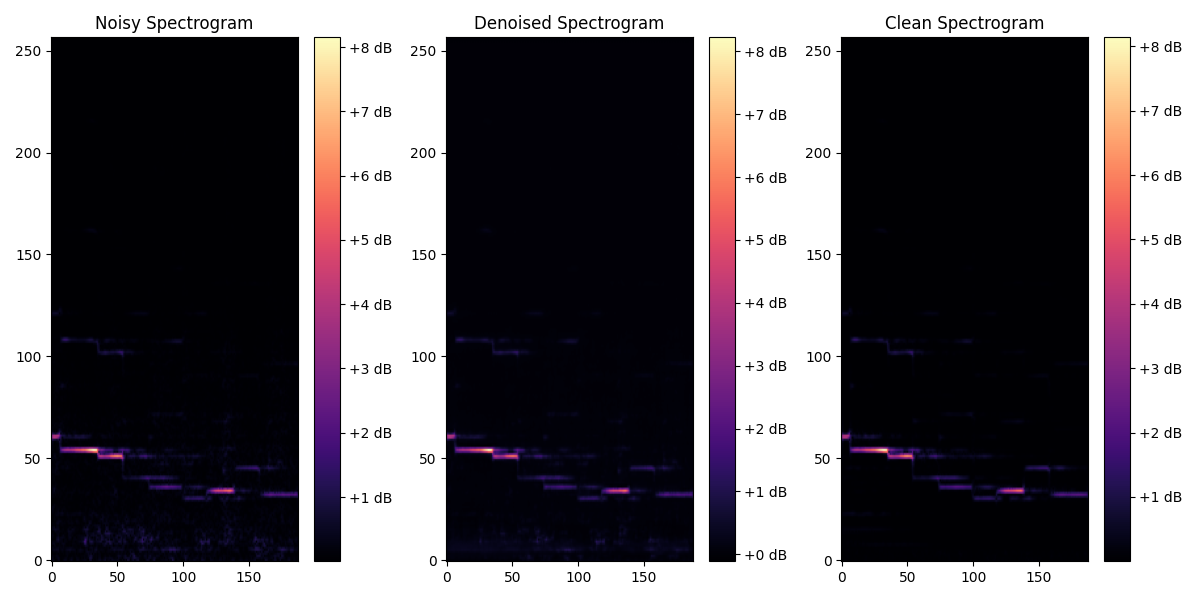 Noisy Spectrogram
250
200
150
100
50
0
0 50 100 150
+8 dB
+7 dB
+6 dB
+5 dB
+4 dB
+3 dB
+2 dB
+1 dB
Denoised Spectrogram
250
200
150
100
50
0
0 50 100 150
+8 dB
+7 dB
+6 dB
+5 dB
+4 dB
+3 dB
+2 dB
+1 dB
+0 dB
Clean Spectrogram
250
200
150
100
50
0
0 50 100 150
+8 dB
+7 dB
+6 dB
+5 dB
+4 dB
+3 dB
+2 dB
+1 dB